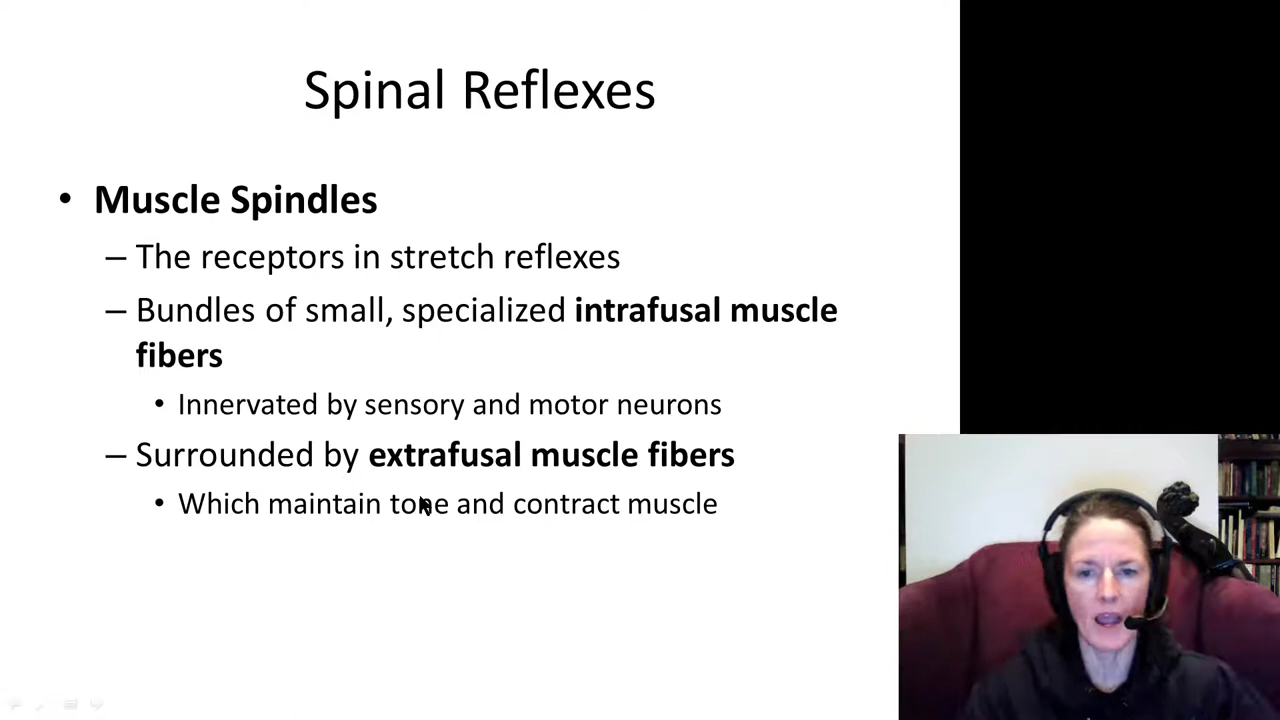 Spinal Reflexes
• Muscle Spindles
– The receptors in stretch reflexes
– Bundles of small, specialized intrafusal muscle
fibers
• Innervated by sensory and motor neurons
– Surrounded by extrafusal muscle fibers
• Which maintain tone and contract muscle